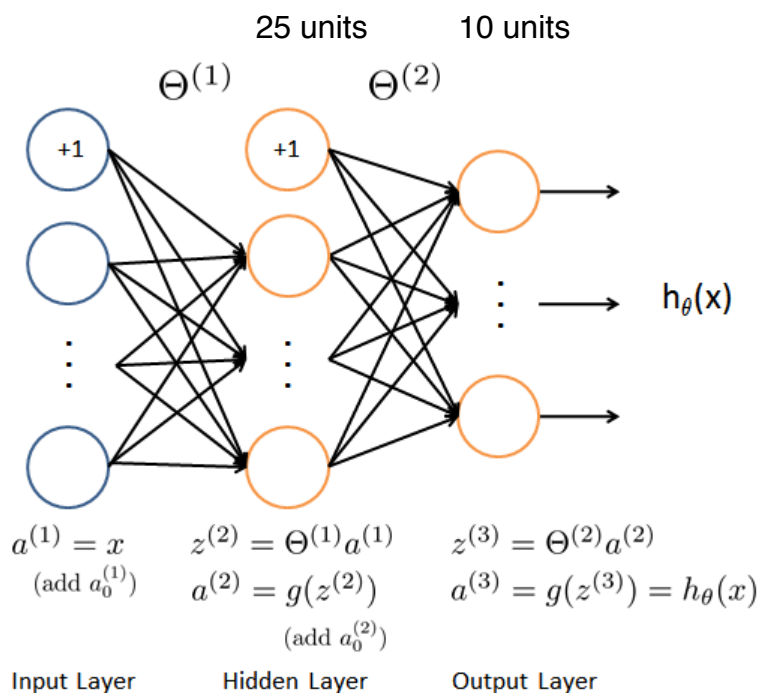 25 units 10 units
Θ^(1) Θ^(2)
+1 +1
h_θ(x)
a^(1) = x z^(2) = Θ^(1)a^(1) z^(3) = Θ^(2)a^(2)
(add a_0^(1)) a^(2) = g(z^(2)) a^(3) = g(z^(3)) = h_θ(x)
(add a_0^(2))
Input Layer Hidden Layer Output Layer